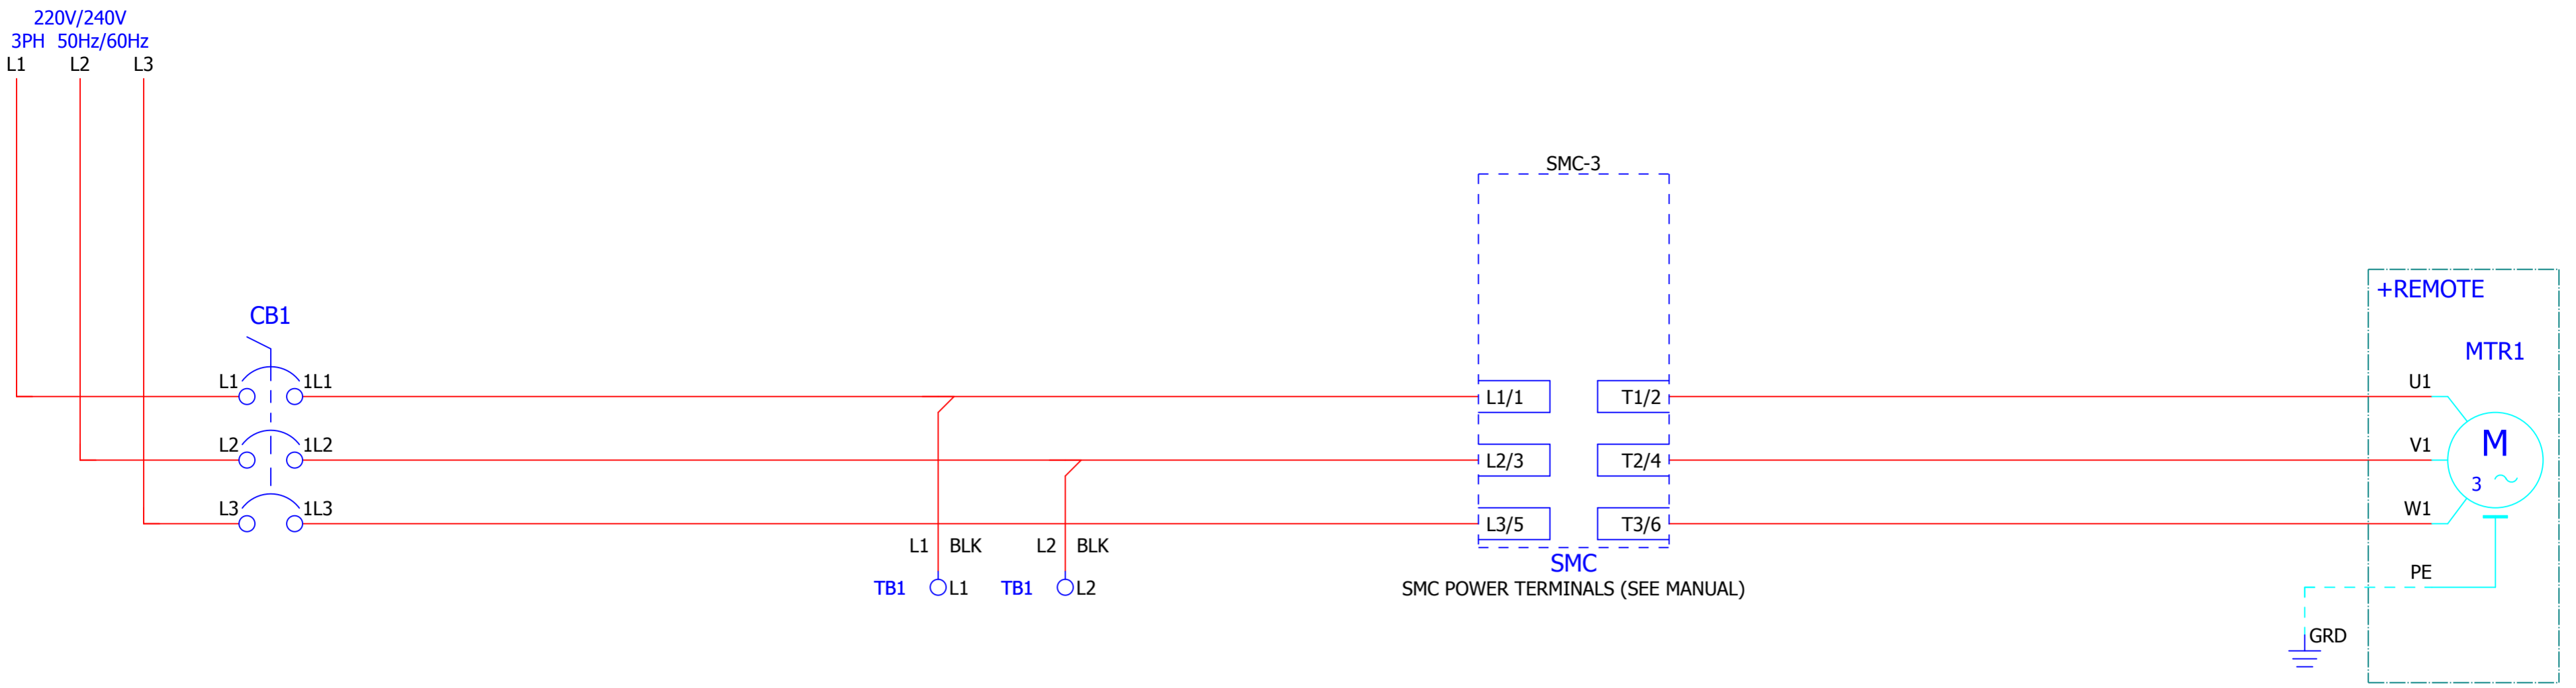 220V/240V
3PH 50Hz/60Hz
L1 L2 L3
SMC-3
+REMOTE
CB1
MTR1
L1 1L1 L1/1 T1/2 U1
L2 1L2 L2/3 T2/4 V1
M
3
L3 1L3 L3/5 T3/6 W1
L1 BLK L2 BLK
SMC
PE
TB1 L1 TB1 L2
SMC POWER TERMINALS (SEE MANUAL)
GRD